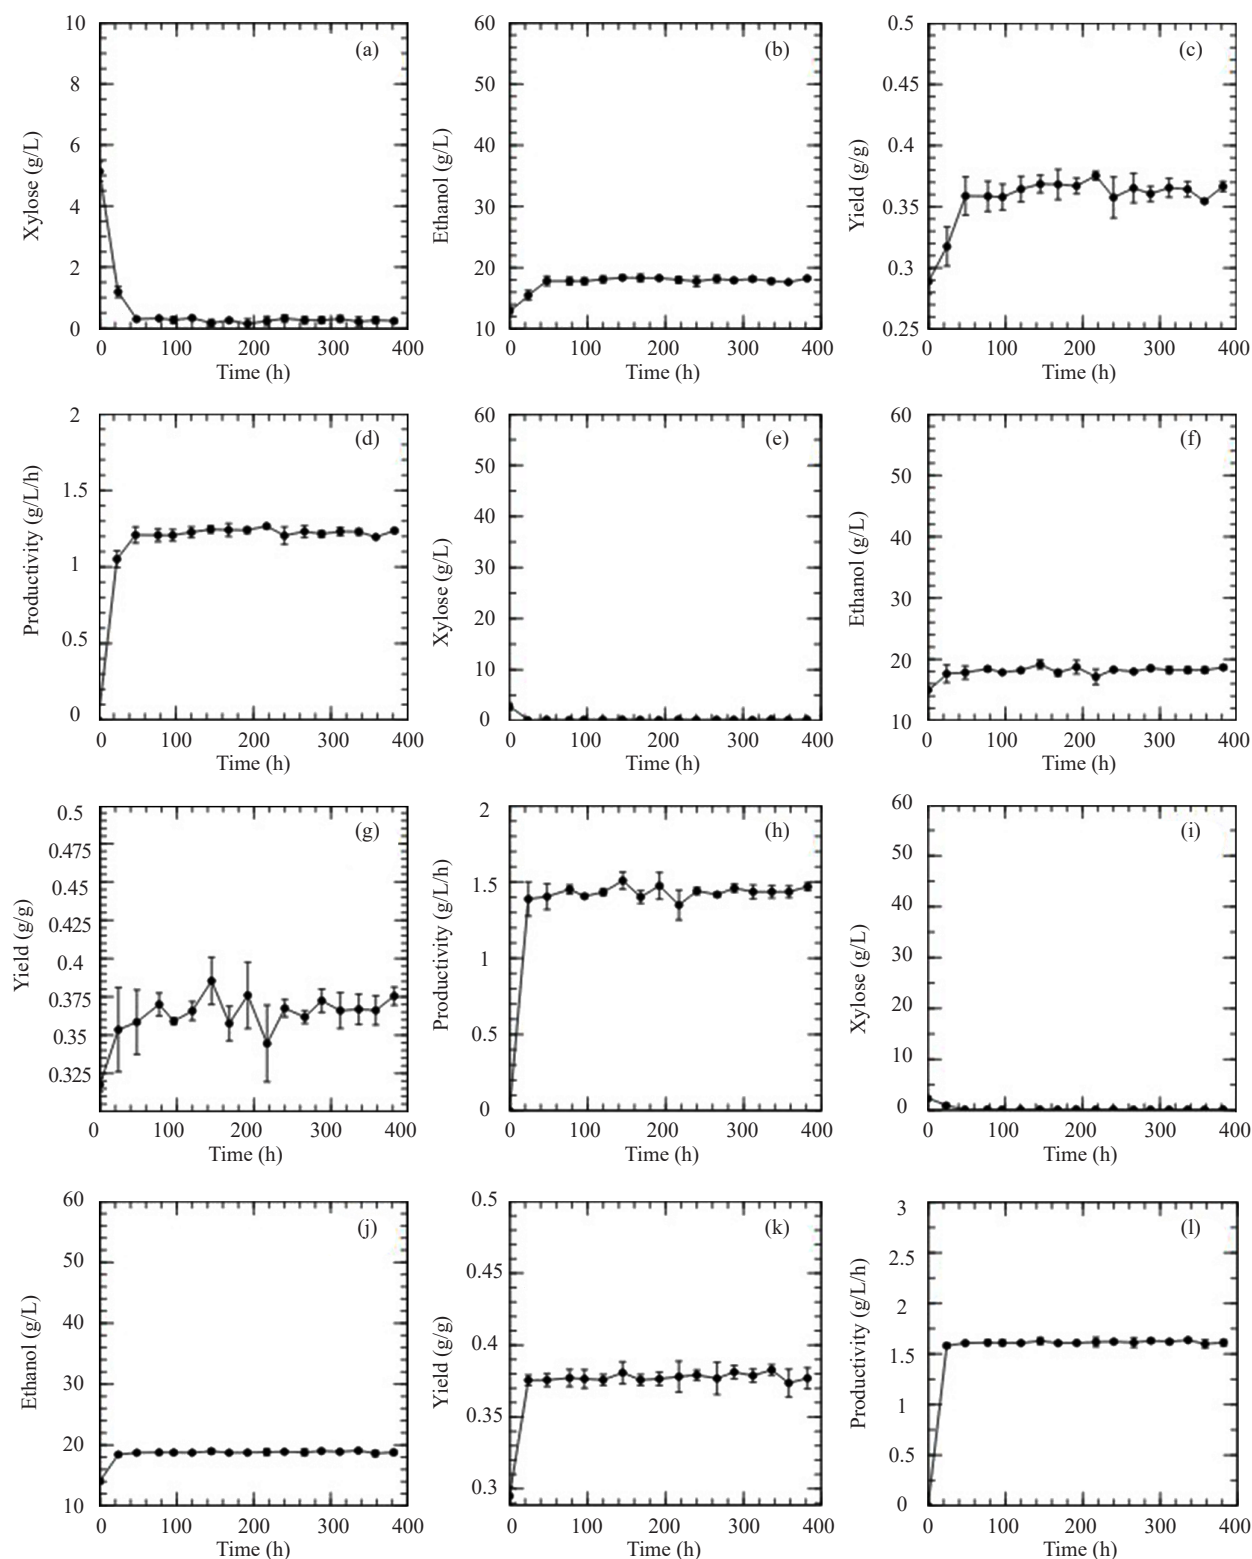 (a)
Xylose (g/L)
10
8
6
4
2
0
0 100 200 300 400
Time (h)
(b)
Ethanol (g/L)
60
50
40
30
20
10
0 100 200 300 400
Time (h)
(c)
Yield (g/g)
0.5
0.45
0.4
0.35
0.3
0.25
0 100 200 300 400
Time (h)
(d)
Productivity (g/L/h)
2
1.5
1
0.5
0
0 100 200 300 400
Time (h)
(e)
Xylose (g/L)
60
50
40
30
20
10
0
0 100 200 300 400
Time (h)
(f)
Ethanol (g/L)
60
50
40
30
20
10
0 100 200 300 400
Time (h)
(g)
Yield (g/g)
0.5
0.475
0.45
0.425
0.4
0.375
0.35
0.325
0 100 200 300 400
Time (h)
(h)
Productivity (g/L/h)
2
1.5
1
0.5
0
0 100 200 300 400
Time (h)
(i)
Xylose (g/L)
60
50
40
30
20
10
0
0 100 200 300 400
Time (h)
(j)
Ethanol (g/L)
60
50
40
30
20
10
0 100 200 300 400
Time (h)
(k)
Yield (g/g)
0.5
0.45
0.4
0.35
0.3
0 100 200 300 400
Time (h)
(l)
Productivity (g/L/h)
3
2.5
2
1.5
1
0.5
0
0 100 200 300 400
Time (h)